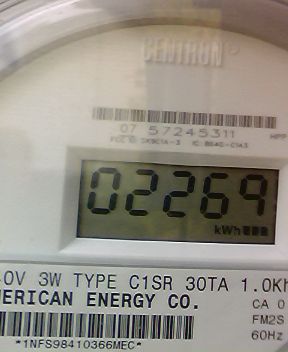 CENTRON®
07 57245311
02269
kWh
3W TYPE C1SR 30TA 1.0Kh
ERICAN ENERGY CO.
CA 0
FM2S
*1NFS98410366MEC*
60Hz